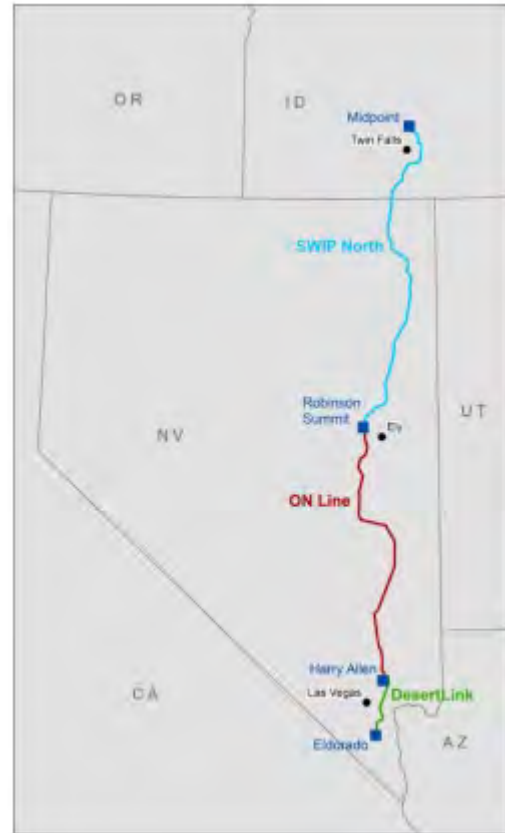 OR
ID
Midpoint
Twin Falls
SWIP North
Robinson
Summit
Ely
UT
NV
ON Line
Harry Allen
Las Vegas
DesertLink
CA
Eldorado
AZ